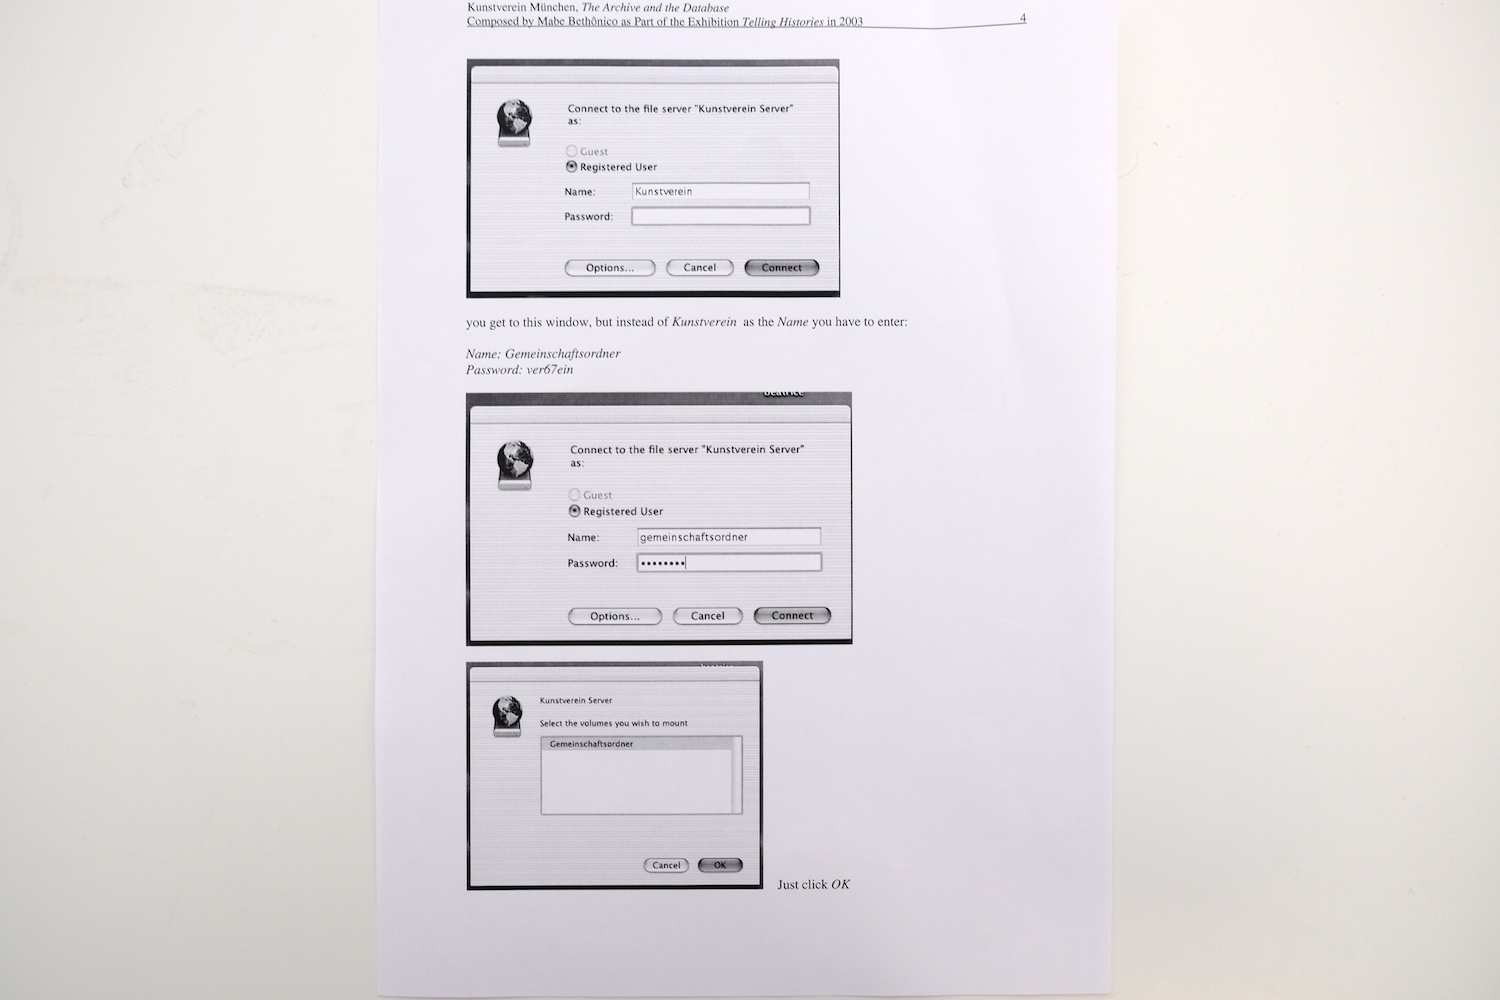 Kunstverein München, The Archive and the Database
Composed by Mabe Bethônico as Part of the Exhibition Telling Histories in 2003
4
Connect to the file server "Kunstverein Server"
as:
Guest
Registered User
Name: Kunstverein
Password:
Options... Cancel Connect
you get to this window, but instead of Kunstverein as the Name you have to enter:
Name: Gemeinschaftsordner
Password: ver67ein
beatrice
Connect to the file server "Kunstverein Server"
as:
Guest
Registered User
Name: gemeinschaftsordner
Password: ••••••••
Options... Cancel Connect
Kunstverein Server
Select the volumes you wish to mount
Gemeinschaftsordner
Cancel OK
Just click OK